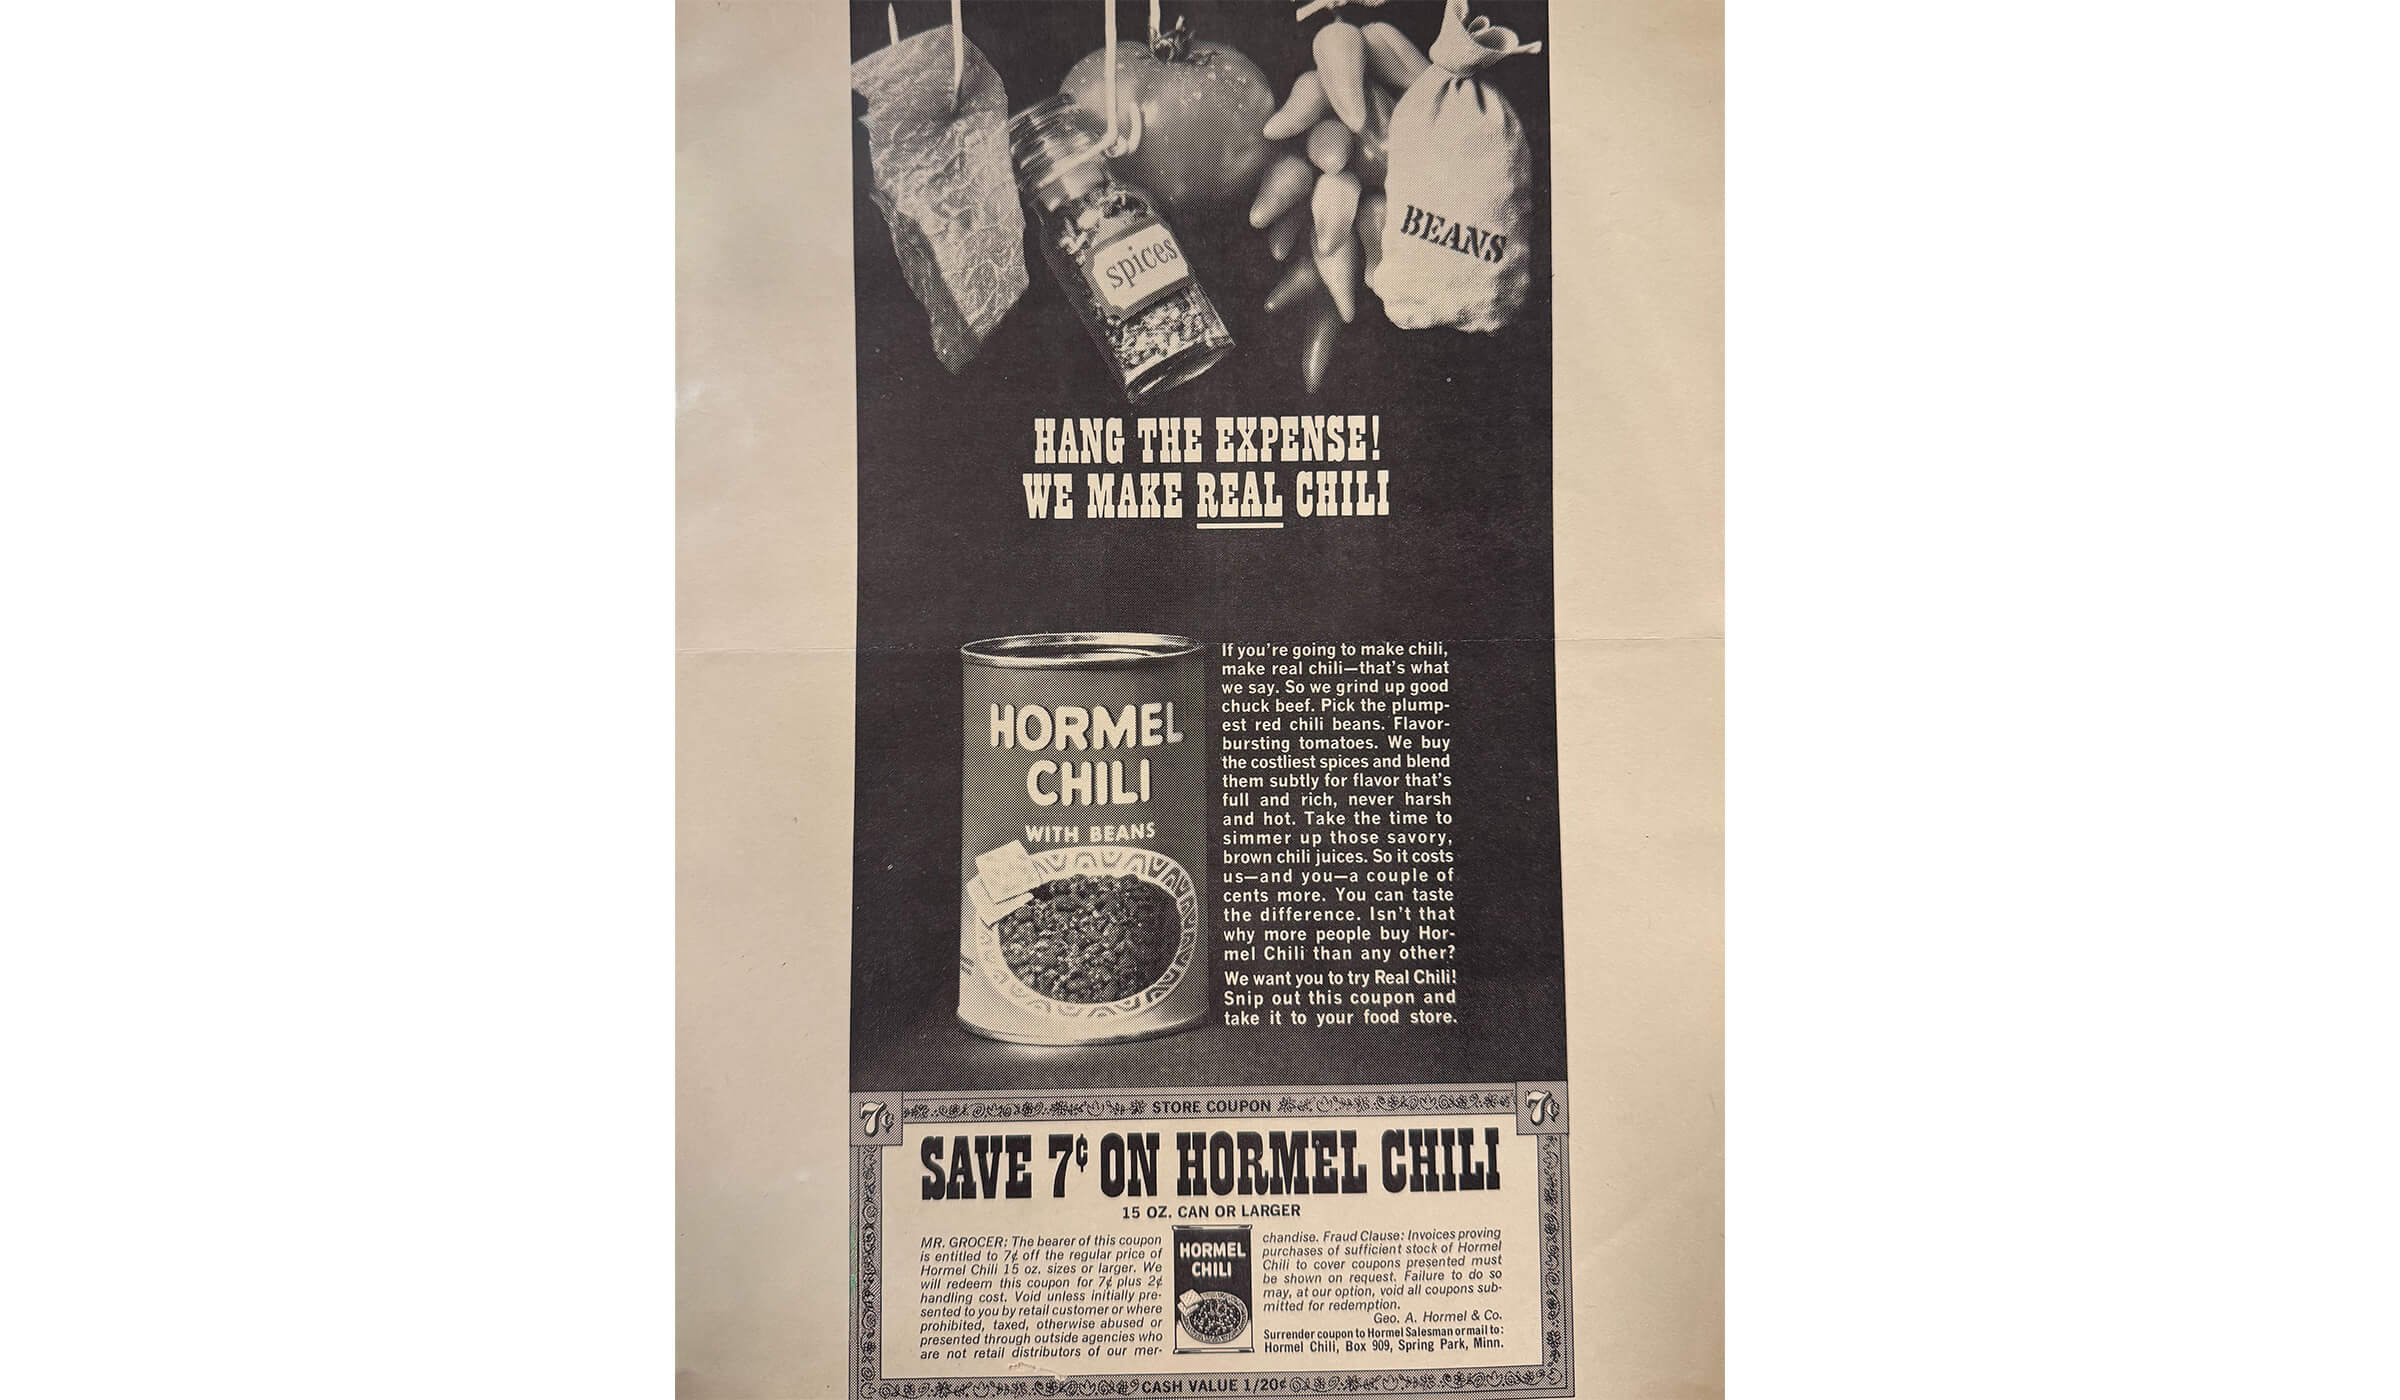 spices
BEANS
HANG THE EXPENSE!
WE MAKE REAL CHILI
HORMEL
CHILI
WITH BEANS
If you're going to make chili,
make real chili—that's what
we say. So we grind up good
chuck beef. Pick the plump-
est red chili beans. Flavor-
bursting tomatoes. We buy
the costliest spices and blend
them subtly for flavor that's
full and rich, never harsh
and hot. Take the time to
simmer up those savory,
brown chili juices. So it costs
us—and you—a couple of
cents more. You can taste
the difference. Isn't that
why more people buy Hor-
mel Chili than any other?
We want you to try Real Chili!
Snip out this coupon and
take it to your food store.
7¢ STORE COUPON 7¢
SAVE 7¢ ON HORMEL CHILI
15 OZ. CAN OR LARGER
MR. GROCER: The bearer of this coupon
is entitled to 7¢ off the regular price of
Hormel Chili 15 oz. sizes or larger. We
will redeem this coupon for 7¢ plus 2¢
handling cost. Void unless initially pre-
sented to you by retail customer or where
prohibited, taxed, otherwise abused or
presented through outside agencies who
are not retail distributors of our mer-
HORMEL
CHILI
chandise. Fraud Clause: Invoices proving
purchases of sufficient stock of Hormel
Chili to cover coupons presented must
be shown on request. Failure to do so
may, at our option, void all coupons sub-
mitted for redemption.
Geo. A. Hormel & Co.
Surrender coupon to Hormel Salesman or mail to:
Hormel Chili, Box 909, Spring Park, Minn.
CASH VALUE 1/20¢